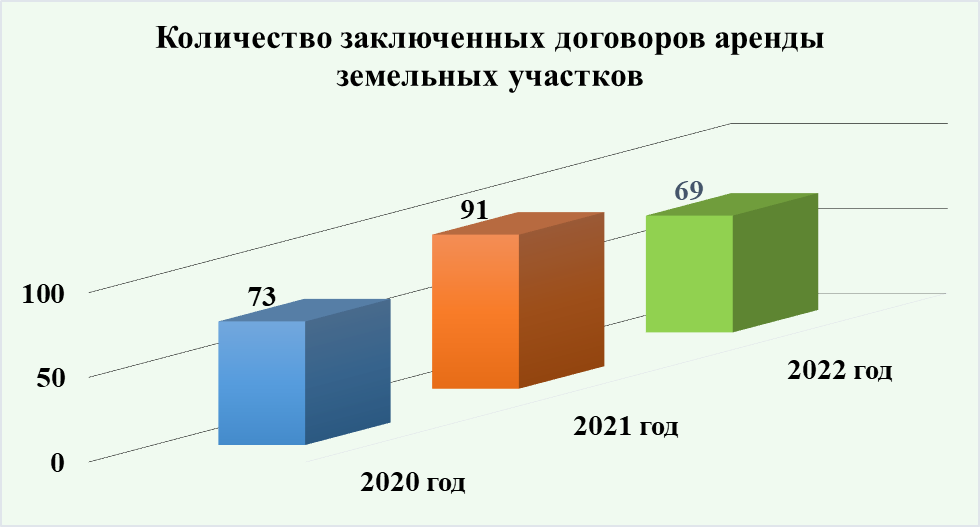 Количество заключенных договоров аренды
земельных участков
69
91
73
100
50
0
2022 год
2021 год
2020 год